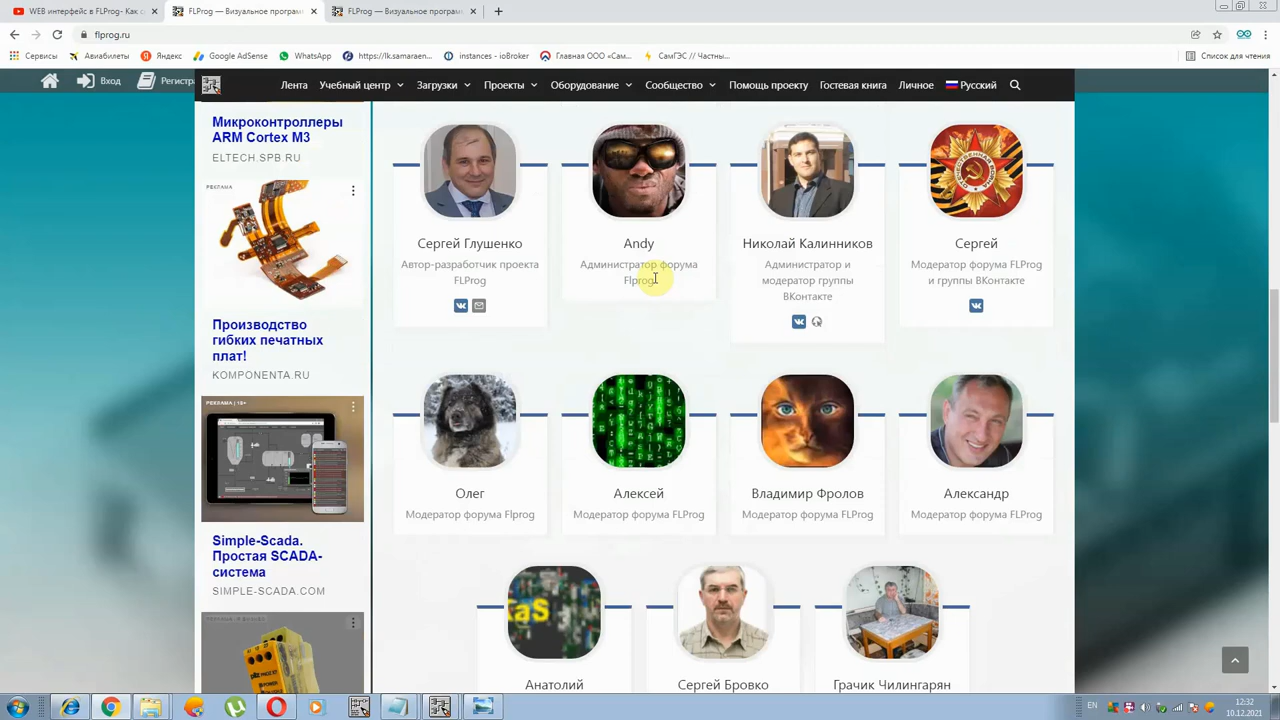 WEB интерфейс в FLProg - Как с
FLProg — Визуальное програм
FLProg — Визуальное програм
flprog.ru
Сервисы
Авиабилеты
Яндекс
Google AdSense
WhatsApp
https://lk.samaraen...
instances - ioBroker
Главная ООО «Сам...
СамГЭС // Частны...
Список для чтения
Вход
Регистра
Лента
Учебный центр
Загрузки
Проекты
Оборудование
Сообщество
Помощь проекту
Гостевая книга
Личное
Русский
Микроконтроллеры
ARM Cortex M3
ELTECH.SPB.RU
РЕКЛАМА
Производство
гибких печатных
плат!
KOMPONENTA.RU
РЕКЛАМА | 18+
Simple-Scada.
Простая SCADA-
система
SIMPLE-SCADA.COM
Сергей Глушенко
Автор-разработчик проекта
FLProg
Andy
Администратор форума
Flprog
Николай Калинников
Администратор и
модератор группы
ВКонтакте
Сергей
Модератор форума FLProg
и группы ВКонтакте
Олег
Модератор форума Flprog
Алексей
Модератор форума FLProg
Владимир Фролов
Модератор форума FLProg
Александр
Модератор форума FLProg
KaS
Анатолий
Сергей Бровко
Грачик Чилингарян
EN
12:32
10.12.2021